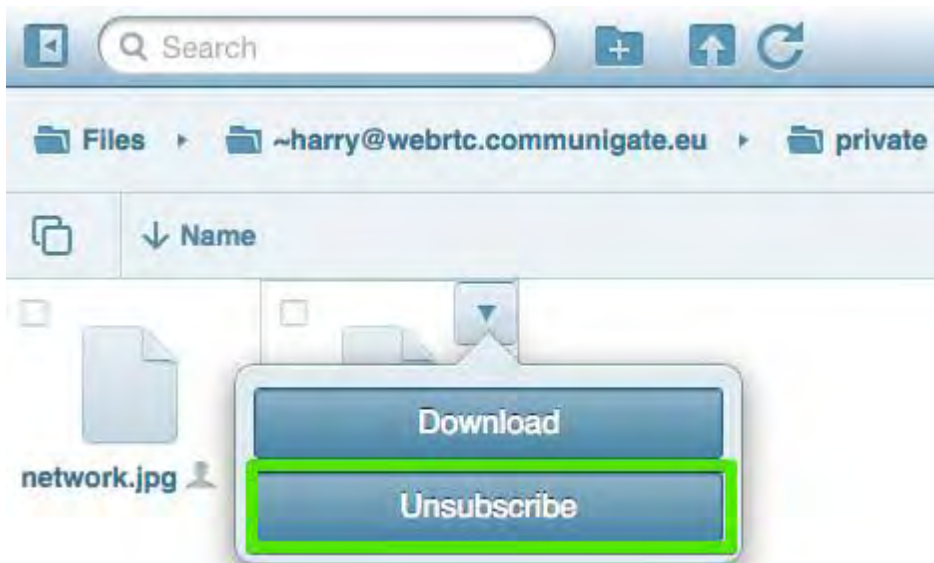 Search
Files ~harry@webrtc.communigate.eu private
Name
Download
network.jpg
Unsubscribe